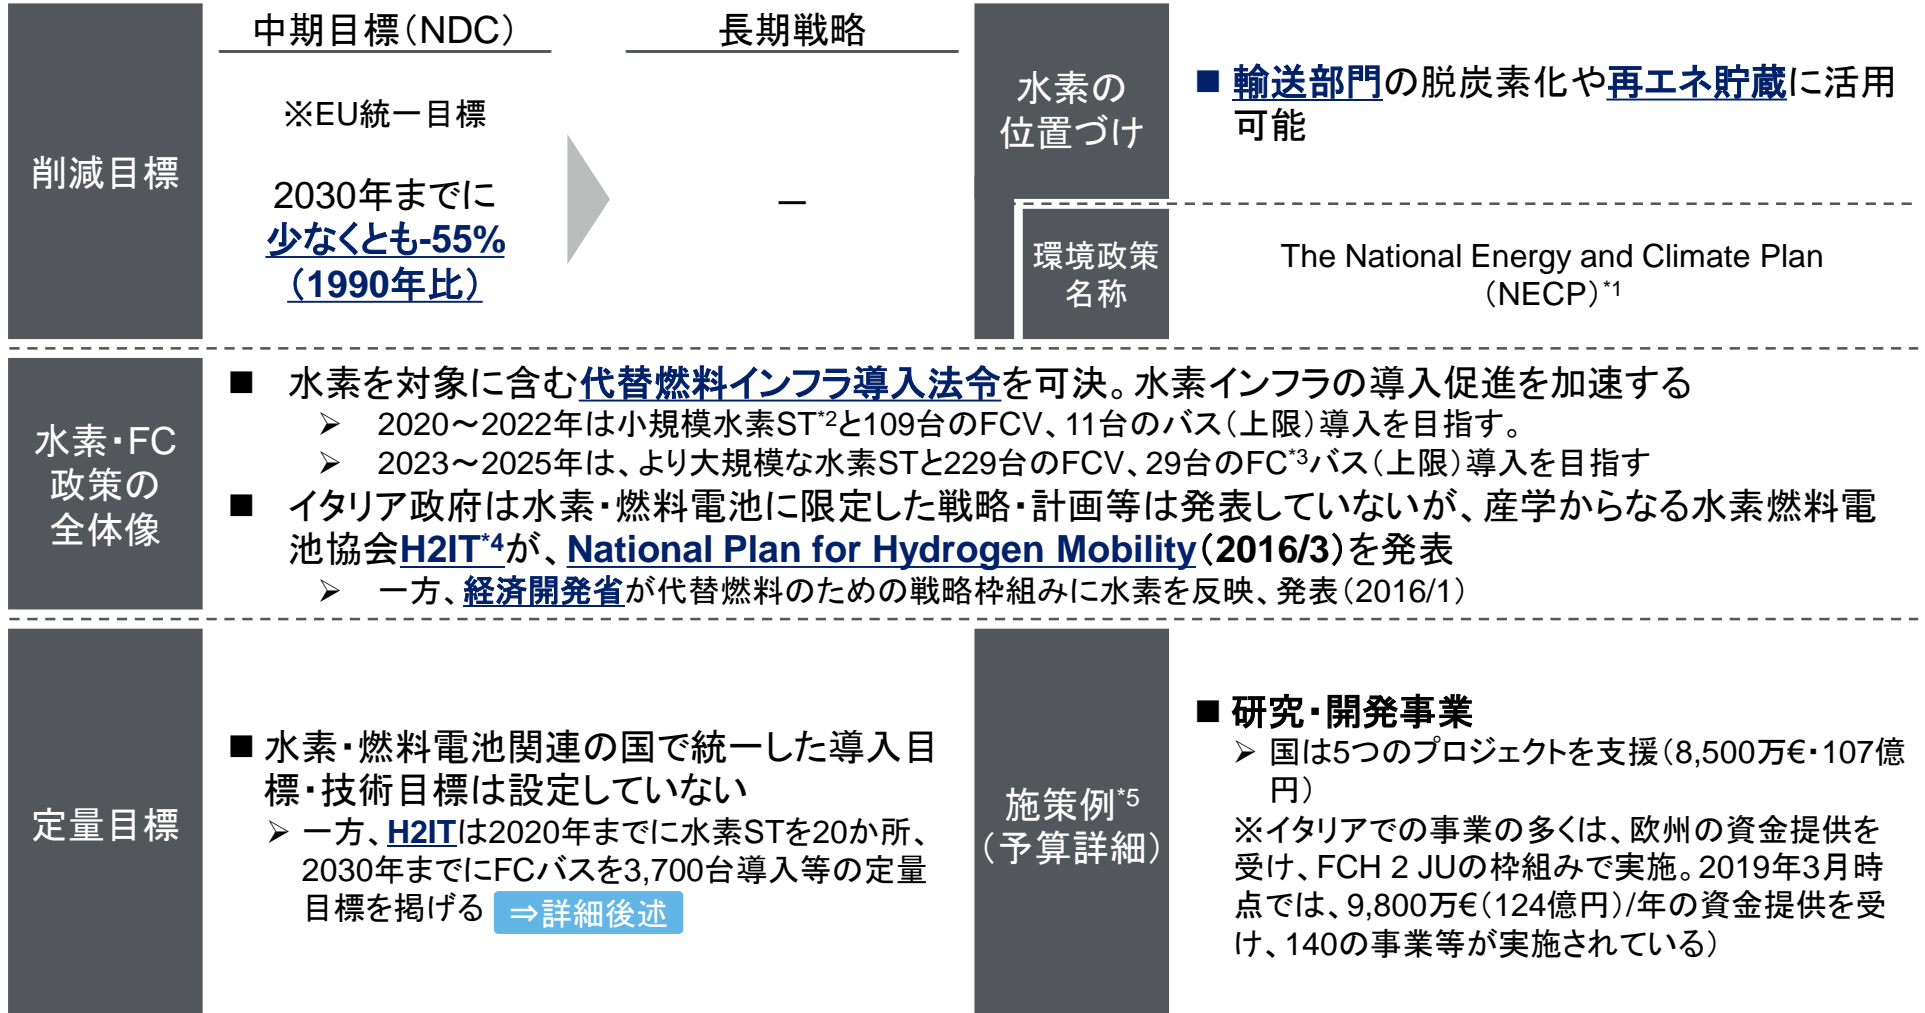 削減目標
中期目標（NDC）
※EU統一目標
2030年までに
少なくとも-55%
（1990年比）
長期戦略
－
水素の
位置づけ
■ 輸送部門の脱炭素化や再エネ貯蔵に活用
可能
環境政策
名称
The National Energy and Climate Plan
（NECP）*1
水素・FC
政策の
全体像
■ 水素を対象に含む代替燃料インフラ導入法令を可決。水素インフラの導入促進を加速する
➢ 2020～2022年は小規模水素ST*2と109台のFCV、11台のバス（上限）導入を目指す。
➢ 2023～2025年は、より大規模な水素STと229台のFCV、29台のFC*3バス（上限）導入を目指す
■ イタリア政府は水素・燃料電池に限定した戦略・計画等は発表していないが、産学からなる水素燃料電
池協会H2IT*4が、National Plan for Hydrogen Mobility（2016/3）を発表
➢ 一方、経済開発省が代替燃料のための戦略枠組みに水素を反映、発表（2016/1）
定量目標
■ 水素・燃料電池関連の国で統一した導入目
標・技術目標は設定していない
➢ 一方、H2ITは2020年までに水素STを20か所、
2030年までにFCバスを3,700台導入等の定量
目標を掲げる ⇒詳細後述
施策例*5
（予算詳細）
■ 研究・開発事業
➢ 国は5つのプロジェクトを支援（8,500万€・107億
円）
※イタリアでの事業の多くは、欧州の資金提供を
受け、FCH 2 JUの枠組みで実施。2019年3月時
点では、9,800万€（124億円）/年の資金提供を受
け、140の事業等が実施されている）